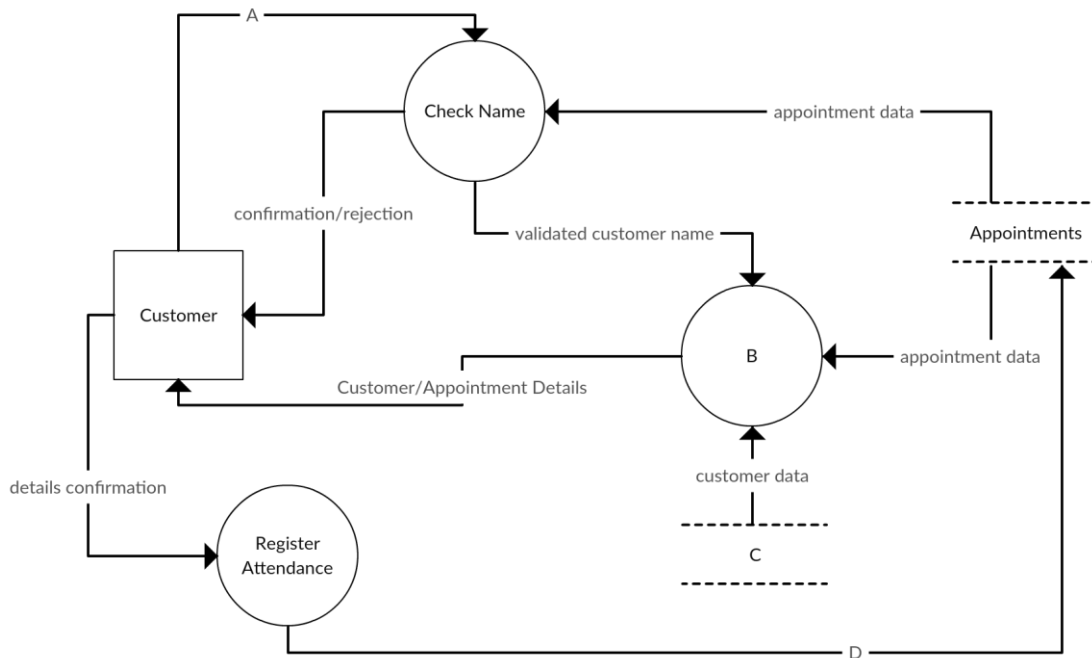 A
Check Name
appointment data
confirmation/rejection
validated customer name
Appointments
Customer
B
appointment data
Customer/Appointment Details
customer data
details confirmation
Register
Attendance
C
D